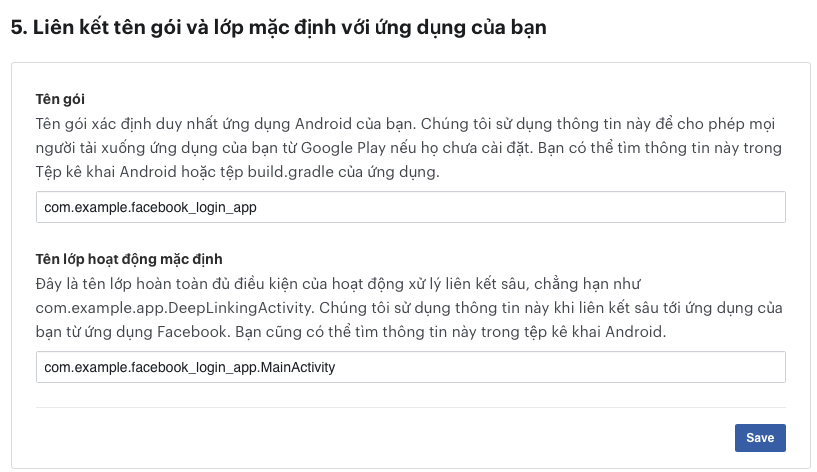 5. Liên kết tên gói và lớp mặc định với ứng dụng của bạn
Tên gói
Tên gói xác định duy nhất ứng dụng Android của bạn. Chúng tôi sử dụng thông tin này để cho phép mọi
người tải xuống ứng dụng của bạn từ Google Play nếu họ chưa cài đặt. Bạn có thể tìm thông tin này trong
Tệp kê khai Android hoặc tệp build.gradle của ứng dụng.
com.example.facebook_login_app
Tên lớp hoạt động mặc định
Đây là tên lớp hoàn toàn đủ điều kiện của hoạt động xử lý liên kết sâu, chẳng hạn như
com.example.app.DeepLinkingActivity. Chúng tôi sử dụng thông tin này khi liên kết sâu tới ứng dụng của
bạn từ ứng dụng Facebook. Bạn cũng có thể tìm thông tin này trong tệp kê khai Android.
com.example.facebook_login_app.MainActivity
Save